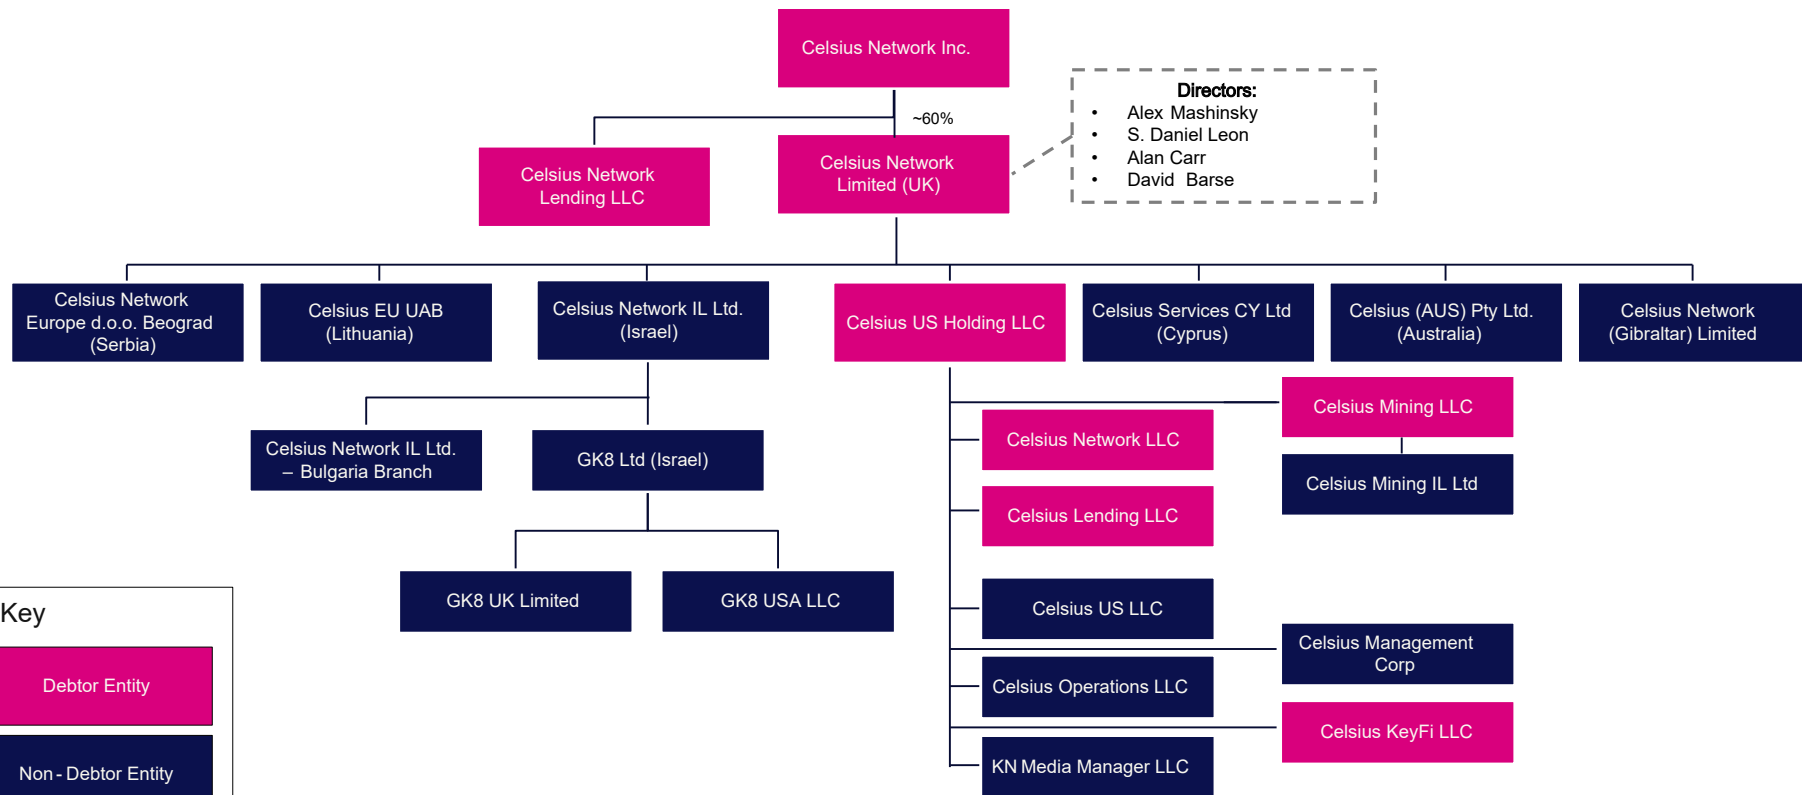 Celsius Network Inc.
Directors:
• Alex Mashinsky
• S. Daniel Leon
• Alan Carr
• David Barse
~60%
Celsius Network
Lending LLC
Celsius Network
Limited (UK)
Celsius Network
Europe d.o.o. Beograd
(Serbia)
Celsius EU UAB
(Lithuania)
Celsius Network IL Ltd.
(Israel)
Celsius US Holding LLC
Celsius Services CY Ltd
(Cyprus)
Celsius (AUS) Pty Ltd.
(Australia)
Celsius Network
(Gibraltar) Limited
Celsius Network IL Ltd.
– Bulgaria Branch
GK8 Ltd (Israel)
GK8 UK Limited
GK8 USA LLC
Celsius Mining LLC
Celsius Network LLC
Celsius Mining IL Ltd
Celsius Lending LLC
Celsius US LLC
Celsius Management
Corp
Celsius Operations LLC
Celsius KeyFi LLC
KN Media Manager LLC
Key
Debtor Entity
Non-Debtor Entity